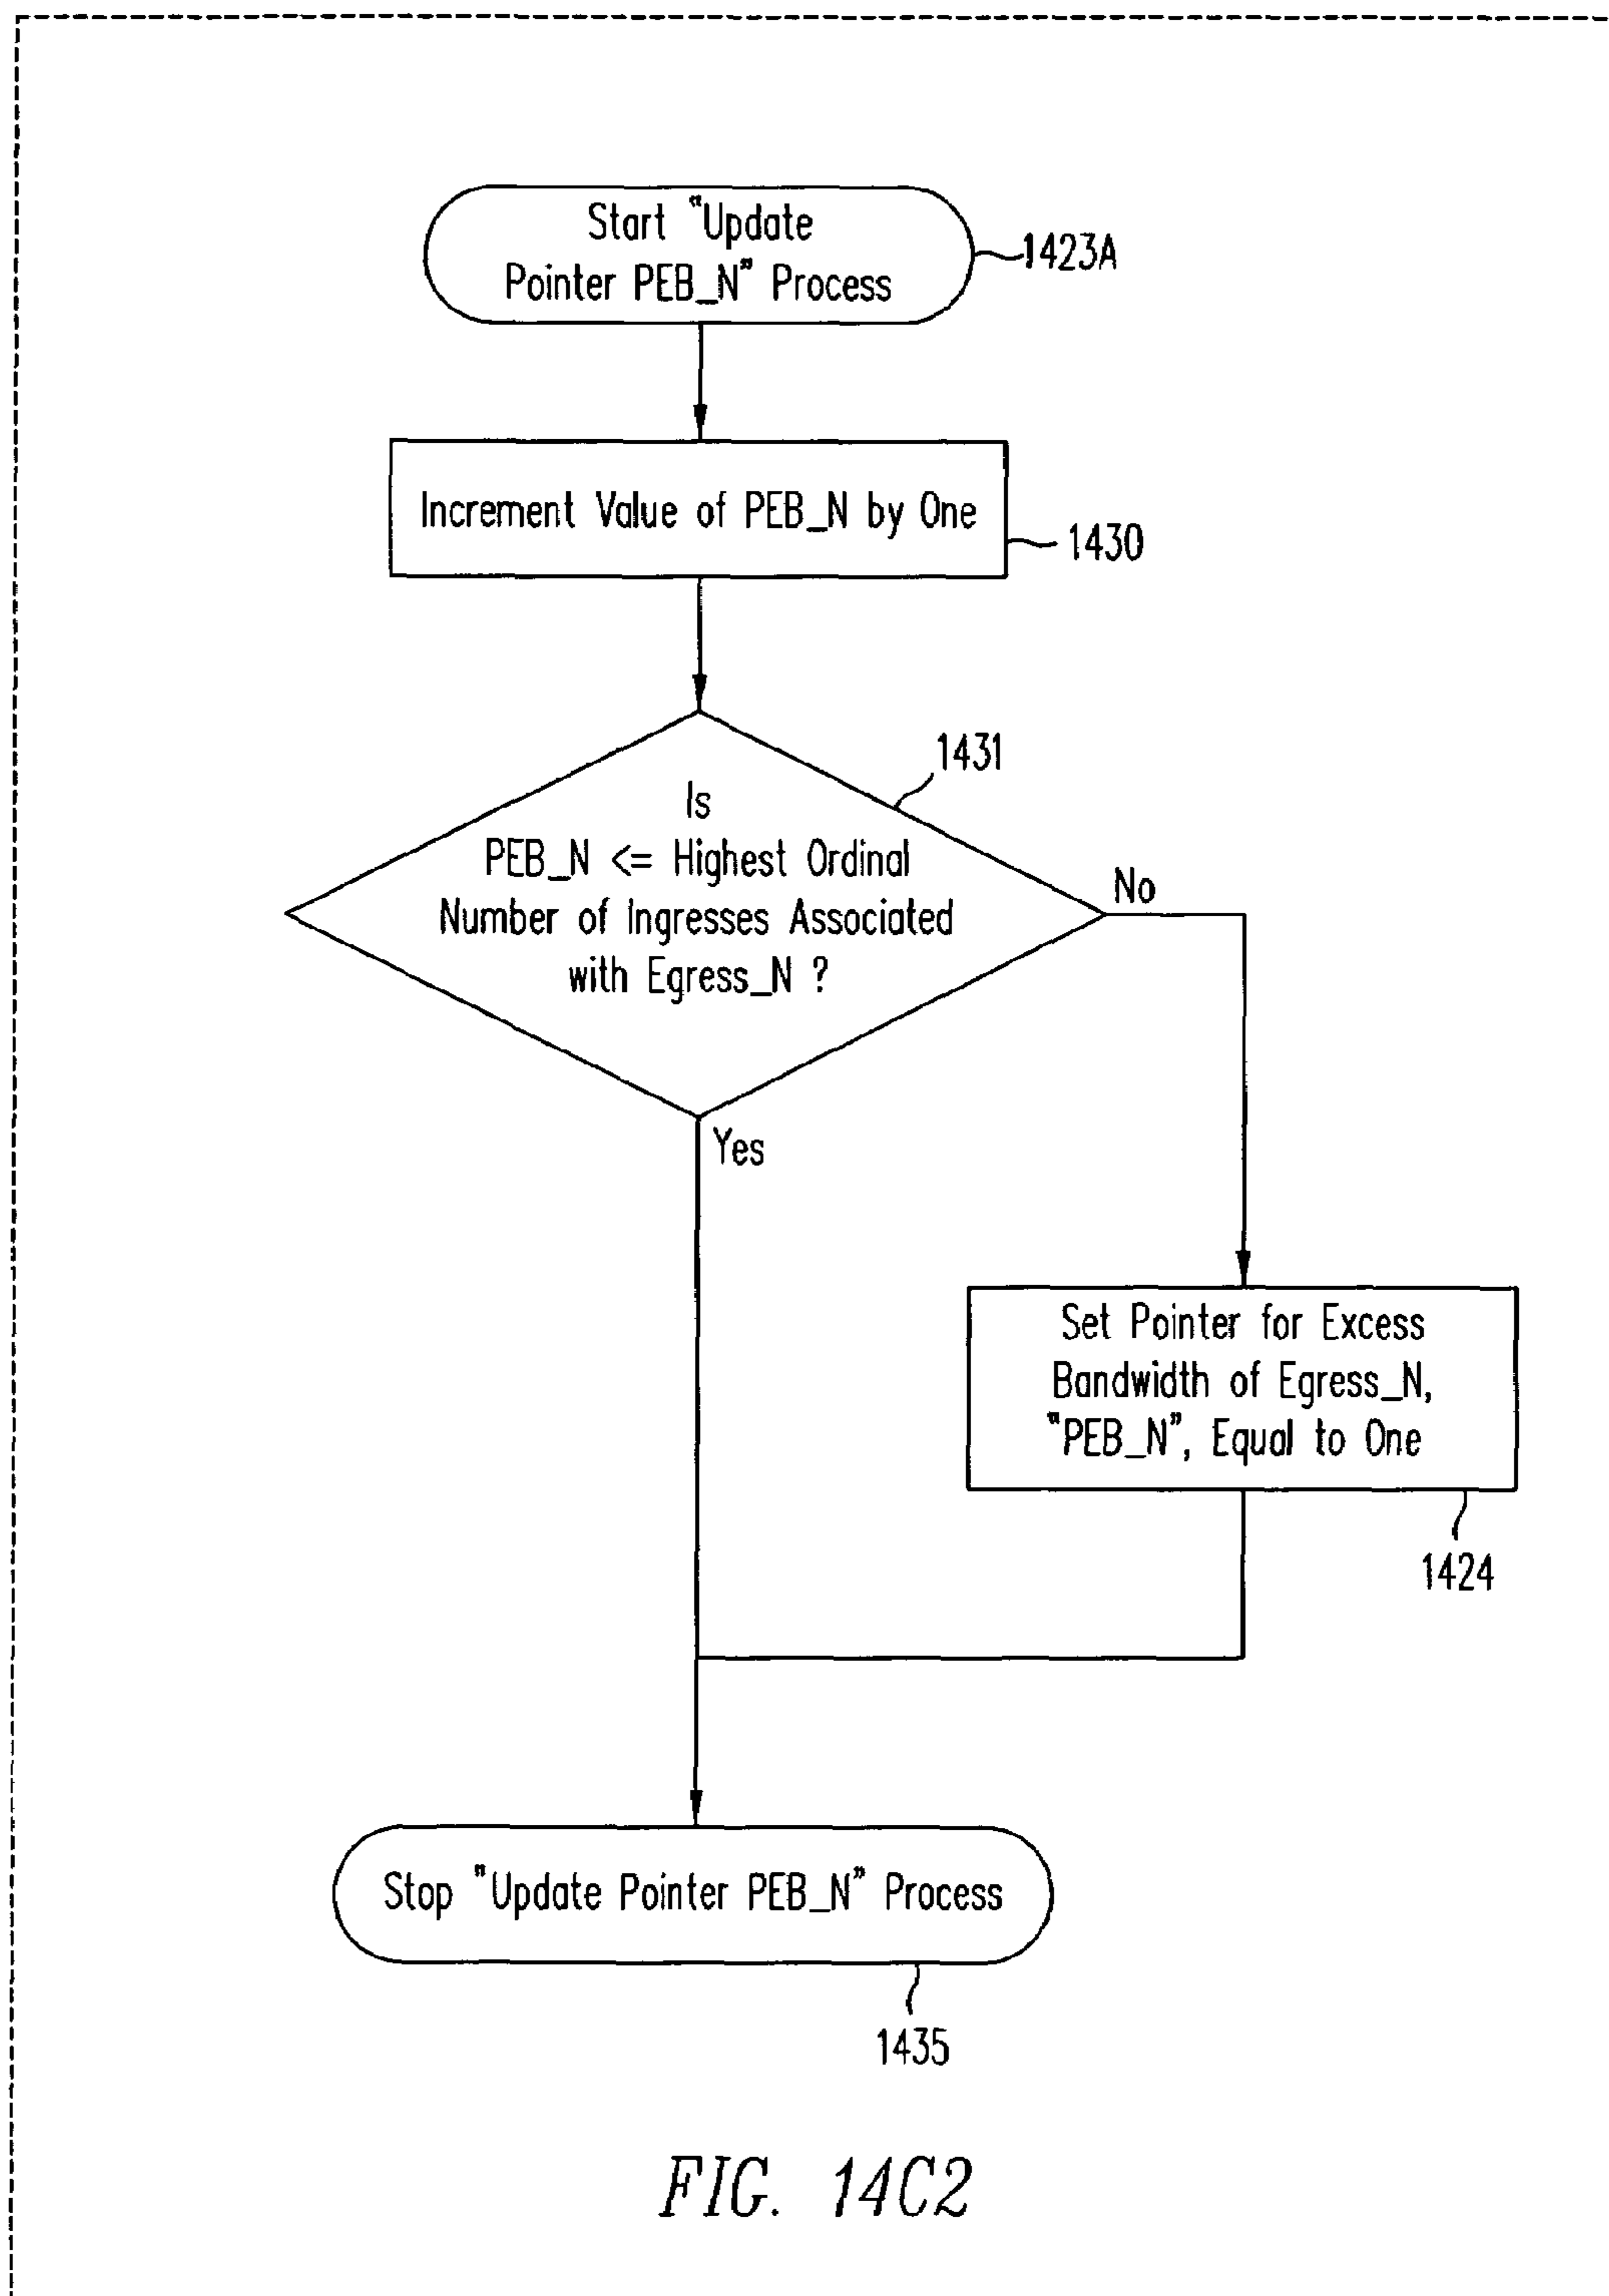 Start "Update
Pointer PEB_N" Process
1423A
Increment Value of PEB_N by One
1430
1431
Is
PEB_N <= Highest Ordinal
Number of Ingresses Associated
with Egress_N ?
No
Yes
Set Pointer for Excess
Bandwidth of Egress_N,
"PEB_N", Equal to One
1424
Stop "Update Pointer PEB_N" Process
1435
FIG. 14C2